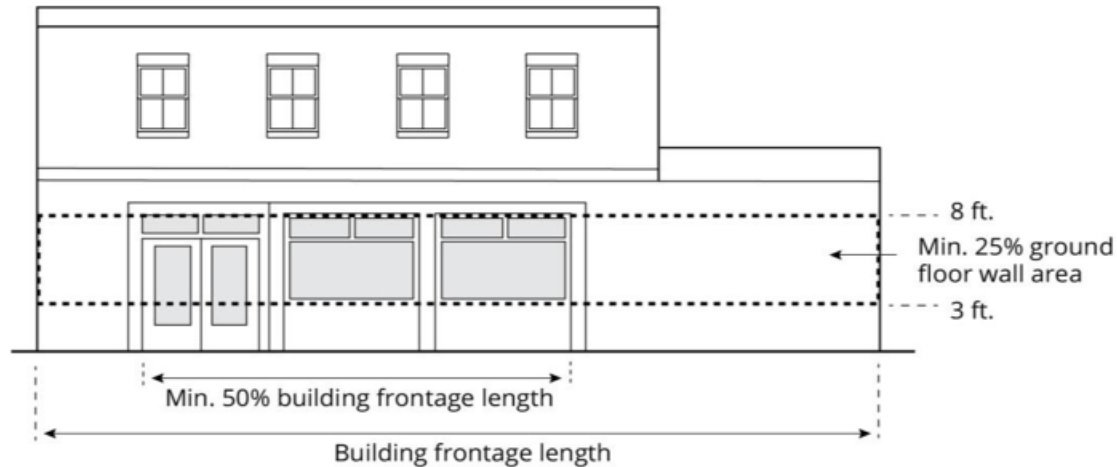 8 ft.
Min. 25% ground
floor wall area
3 ft.
Min. 50% building frontage length
Building frontage length